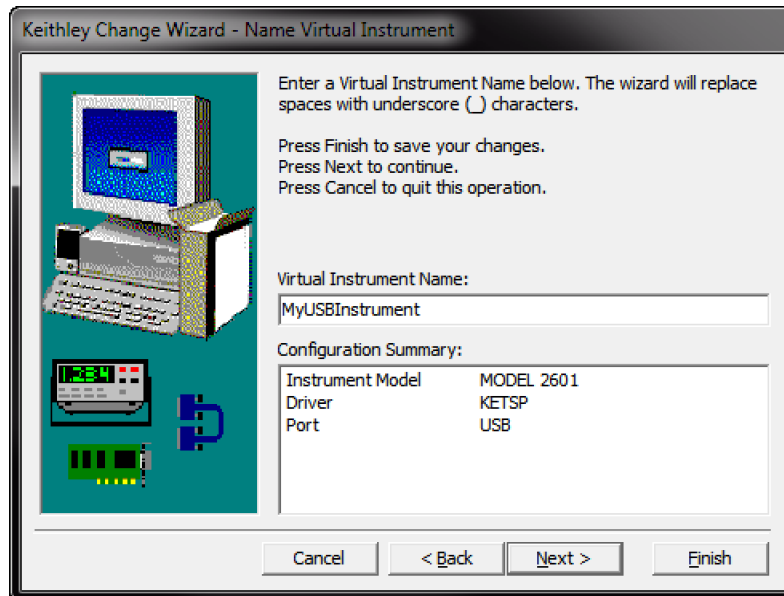 Keithley Change Wizard - Name Virtual Instrument
Enter a Virtual Instrument Name below. The wizard will replace
spaces with underscore (_) characters.
Press Finish to save your changes.
Press Next to continue.
Press Cancel to quit this operation.
Virtual Instrument Name:
MyUSBInstrument
Configuration Summary:
Instrument Model MODEL 2601
Driver KETSP
Port USB
1.234
Cancel < Back Next > Finish